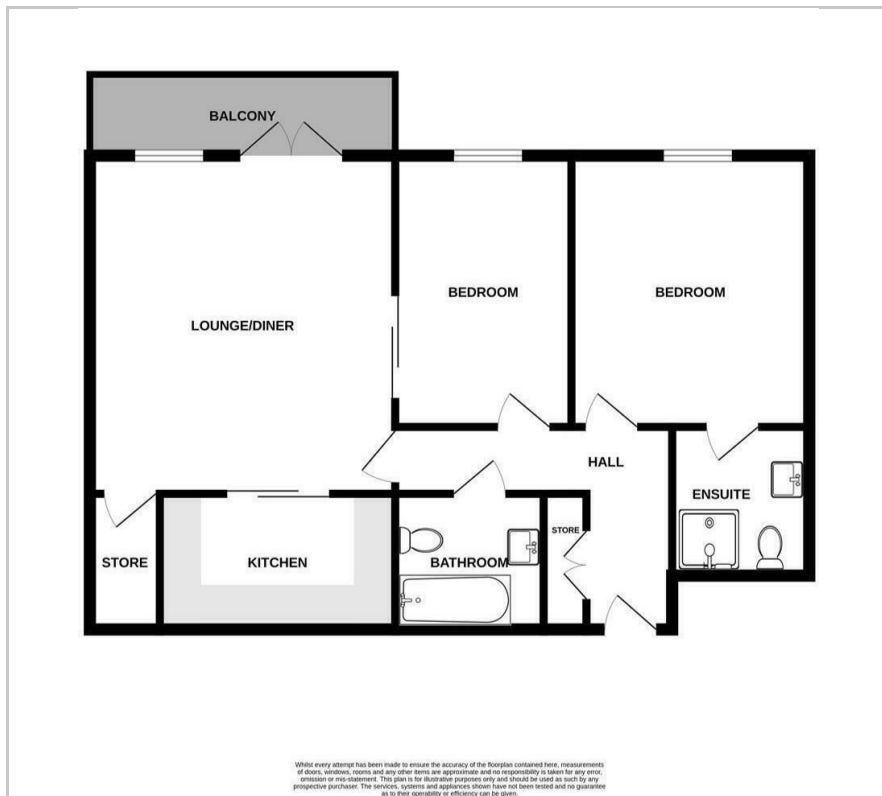 BALCONY
BEDROOM
BEDROOM
LOUNGE/DINER
HALL
ENSUITE
STORE
STORE
KITCHEN
BATHROOM
Whilst every attempt has been made to ensure the accuracy of the floorplan contained here, measurements
of doors, windows, rooms and any other items are approximate and no responsibility is taken for any error,
omission or mis-statement. This plan is for illustrative purposes only and should be used as such by any
prospective purchaser. The services, systems and appliances shown have not been tested and no guarantee
as to their operability or efficiency can be given.